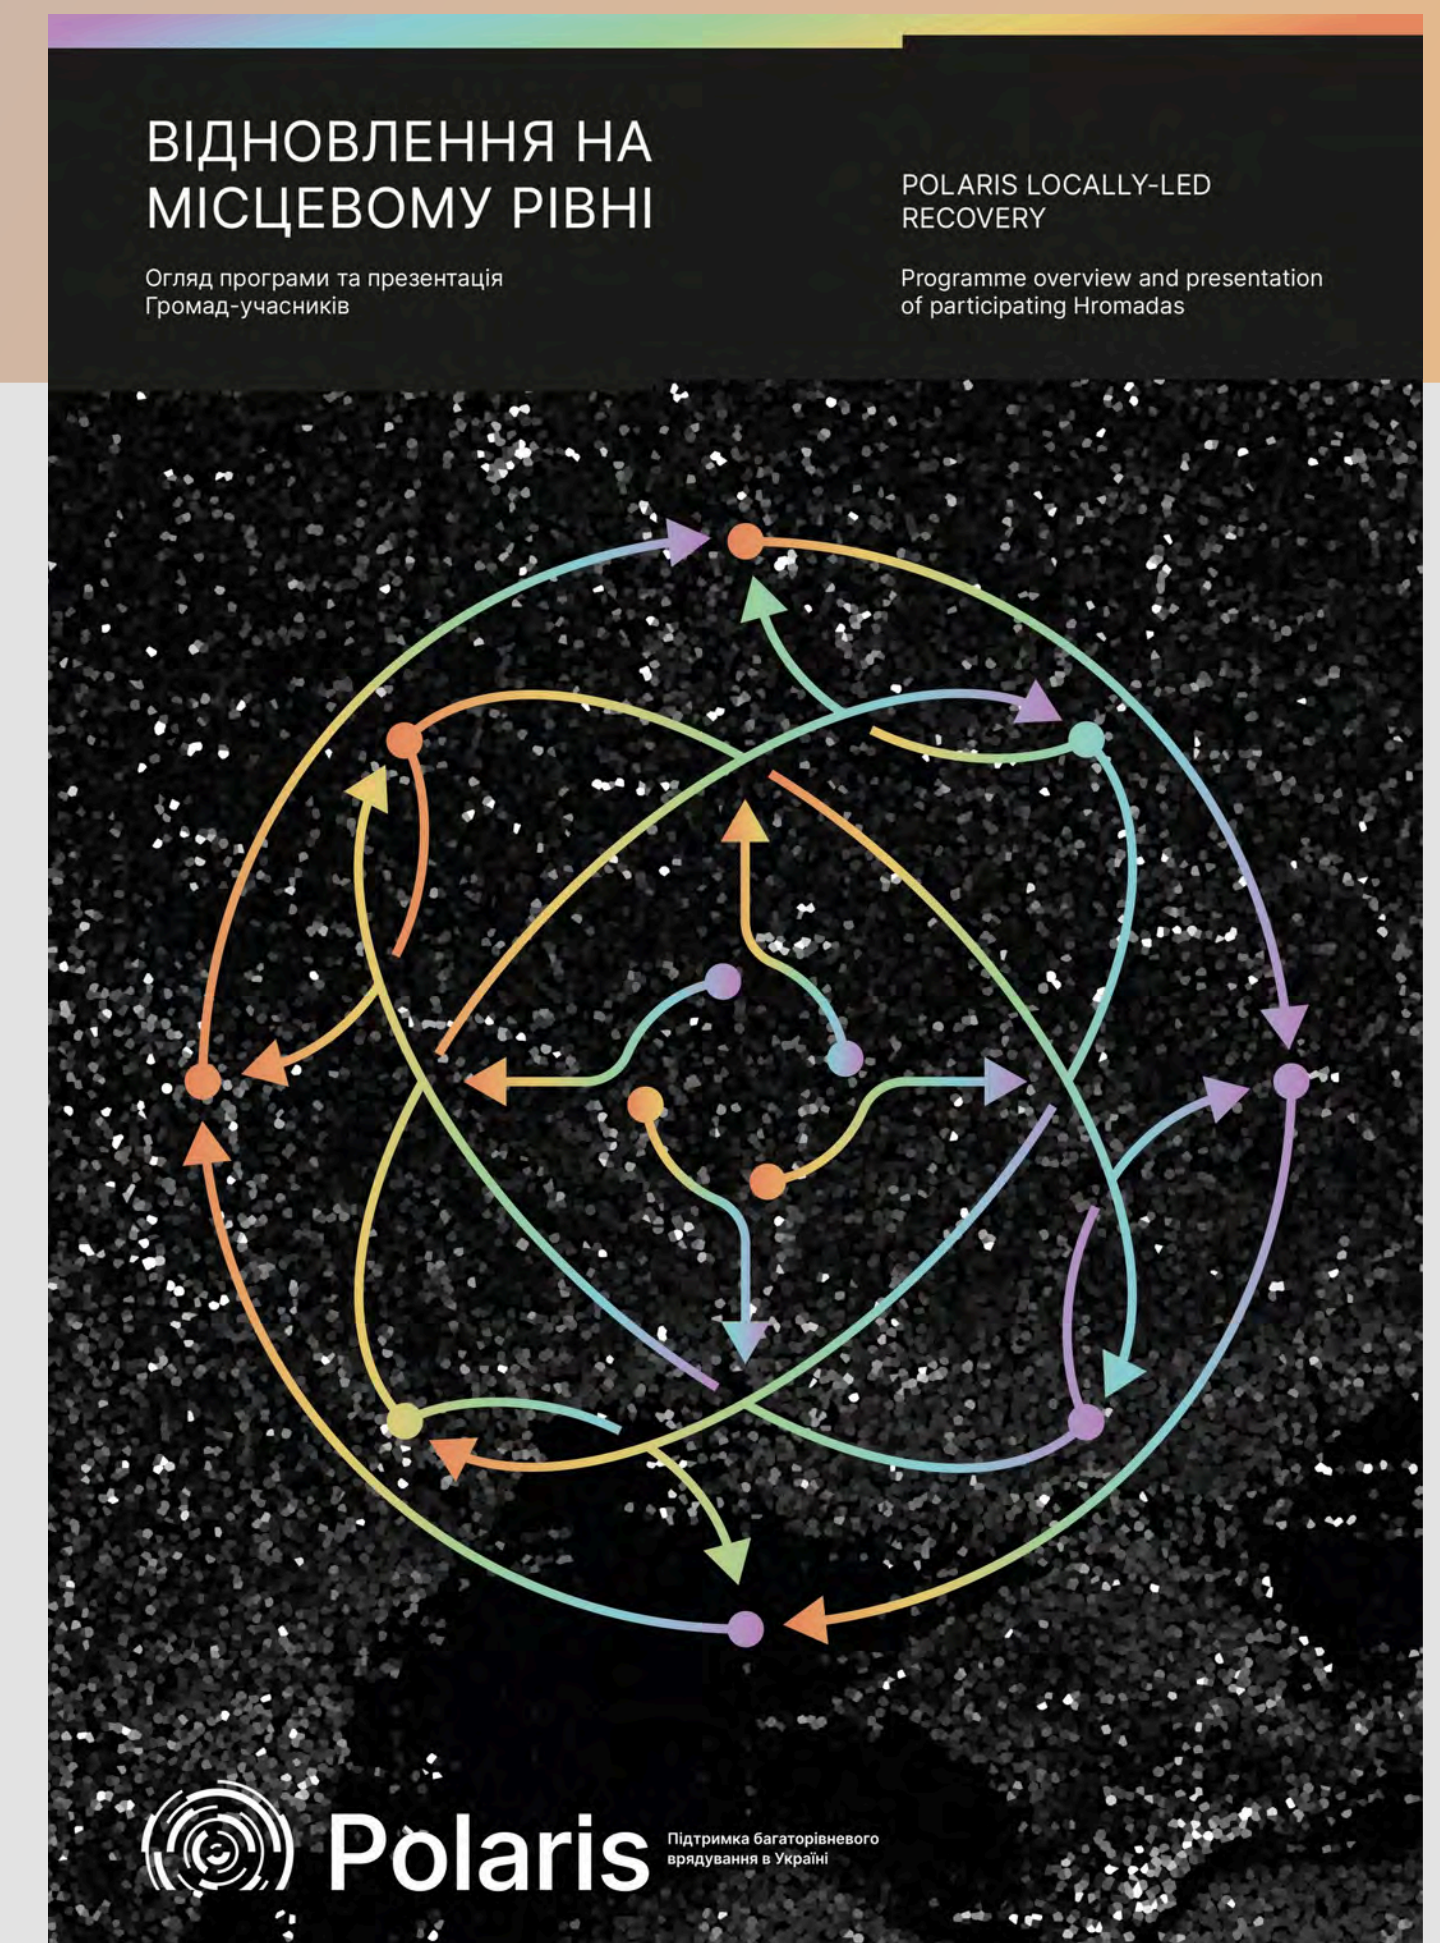 ВІДНОВЛЕННЯ НА
МІСЦЕВОМУ РІВНІ
Огляд програми та презентація
Громад-учасників
POLARIS LOCALLY-LED
RECOVERY
Programme overview and presentation
of participating Hromadas
Polaris
Підтримка багаторівневого
врядування в Україні